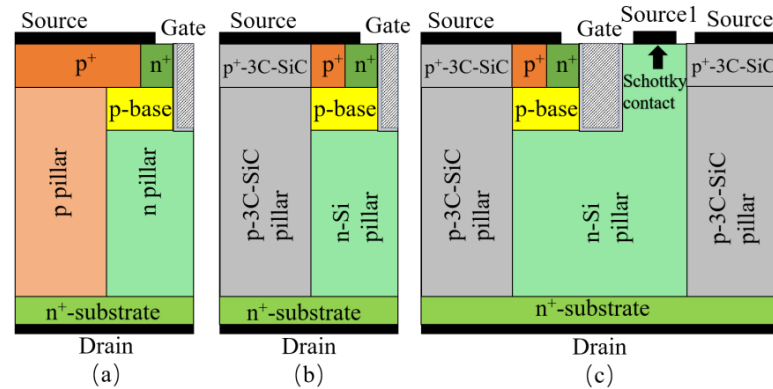 Source
Gate
p⁺
n⁺
p-base
p pillar
n pillar
n⁺-substrate
Drain
(a)
Source
Gate
p⁺-3C-SiC
p⁺
n⁺
p-base
p-3C-SiC
pillar
n-Si
pillar
n⁺-substrate
Drain
(b)
Source
Gate
Source1
Source
p⁺-3C-SiC
p⁺
n⁺
Schottky
contact
p⁺-3C-SiC
p-base
p-3C-SiC
pillar
n-Si
pillar
p-3C-SiC
pillar
n⁺-substrate
Drain
(c)